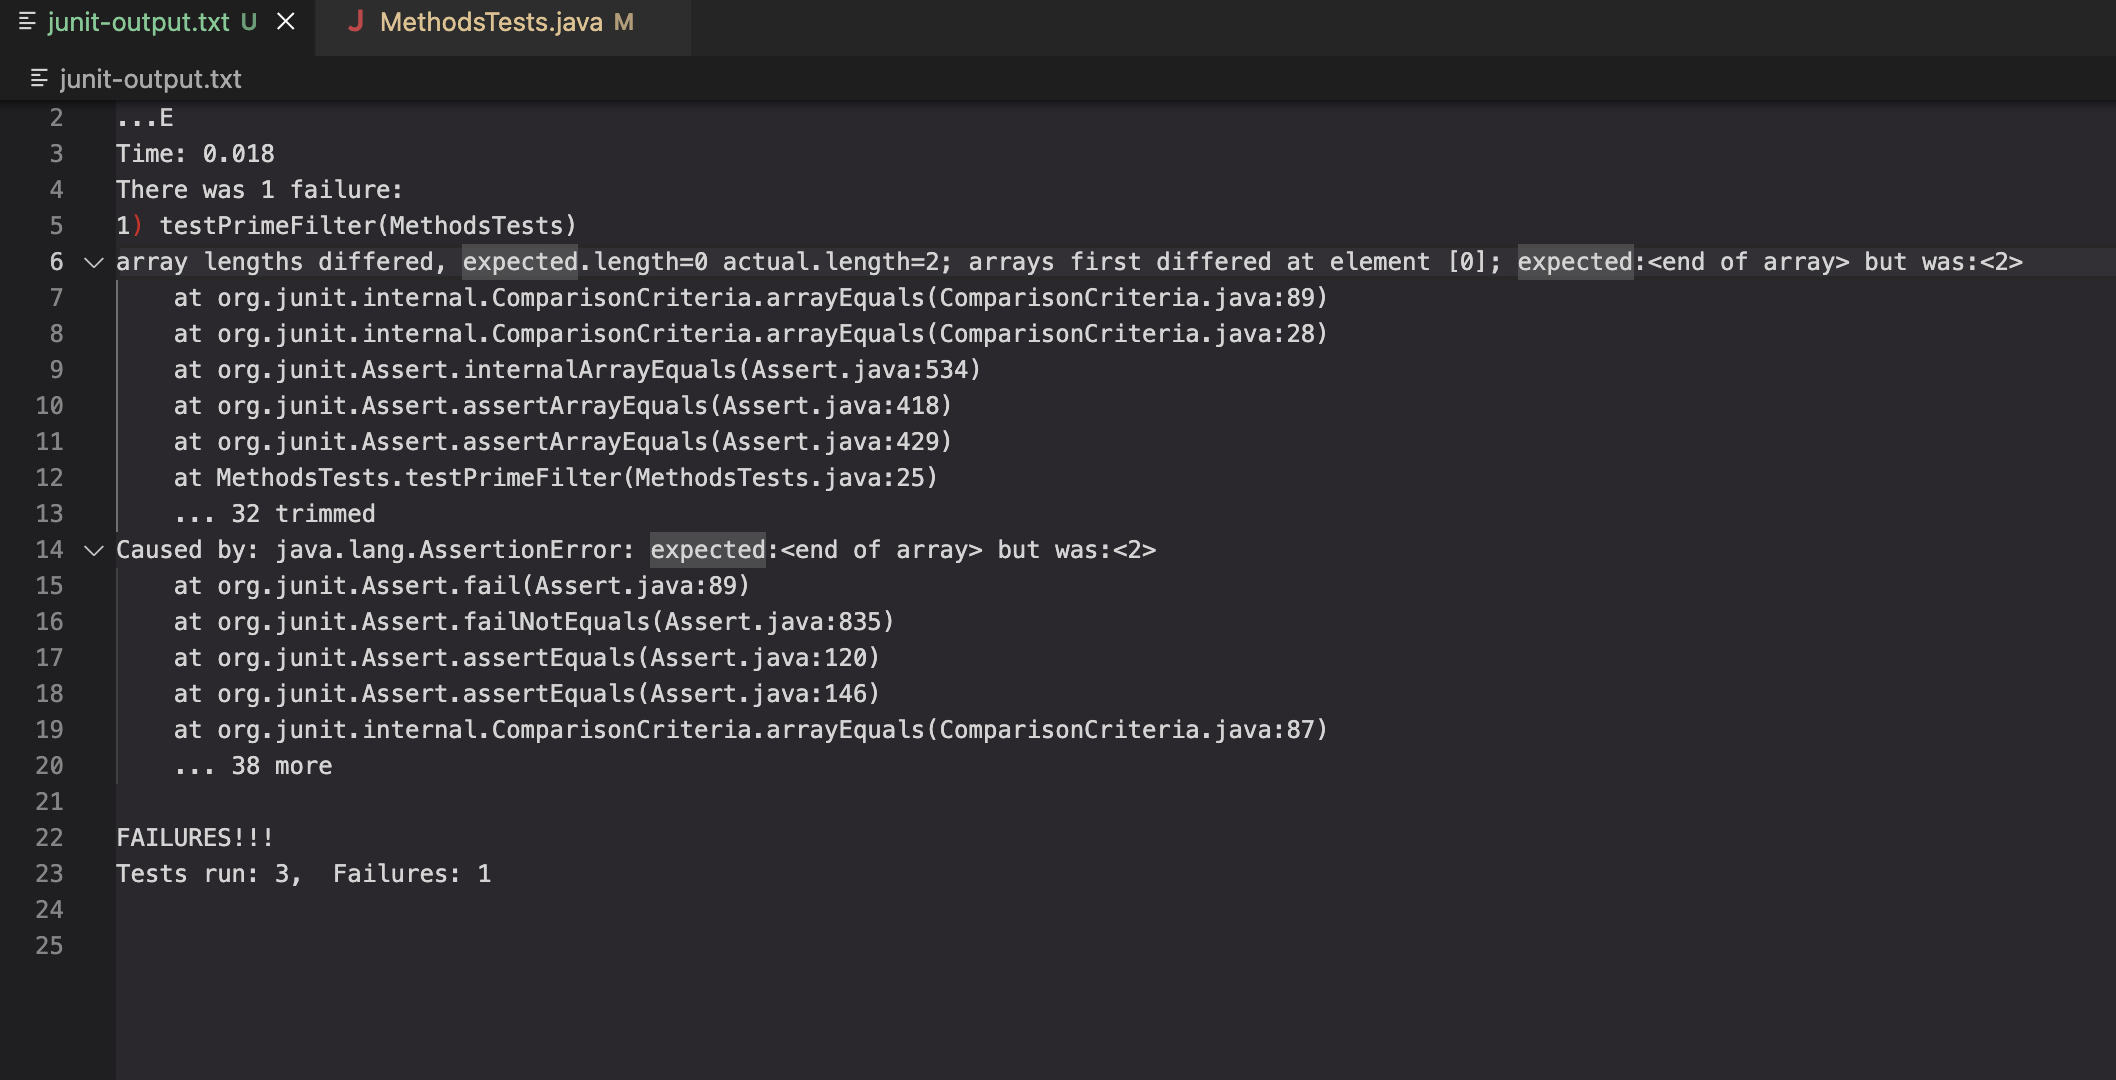 junit-output.txt U
MethodsTests.java M
junit-output.txt
2 ...E
3 Time: 0.018
4 There was 1 failure:
5 1) testPrimeFilter(MethodsTests)
6 array lengths differed, expected.length=0 actual.length=2; arrays first differed at element [0]; expected:<end of array> but was:<2>
7 at org.junit.internal.ComparisonCriteria.arrayEquals(ComparisonCriteria.java:89)
8 at org.junit.internal.ComparisonCriteria.arrayEquals(ComparisonCriteria.java:28)
9 at org.junit.Assert.internalArrayEquals(Assert.java:534)
10 at org.junit.Assert.assertArrayEquals(Assert.java:418)
11 at org.junit.Assert.assertArrayEquals(Assert.java:429)
12 at MethodsTests.testPrimeFilter(MethodsTests.java:25)
13 ... 32 trimmed
14 Caused by: java.lang.AssertionError: expected:<end of array> but was:<2>
15 at org.junit.Assert.fail(Assert.java:89)
16 at org.junit.Assert.failNotEquals(Assert.java:835)
17 at org.junit.Assert.assertEquals(Assert.java:120)
18 at org.junit.Assert.assertEquals(Assert.java:146)
19 at org.junit.internal.ComparisonCriteria.arrayEquals(ComparisonCriteria.java:87)
20 ... 38 more
21
22 FAILURES!!!
23 Tests run: 3,  Failures: 1
24
25